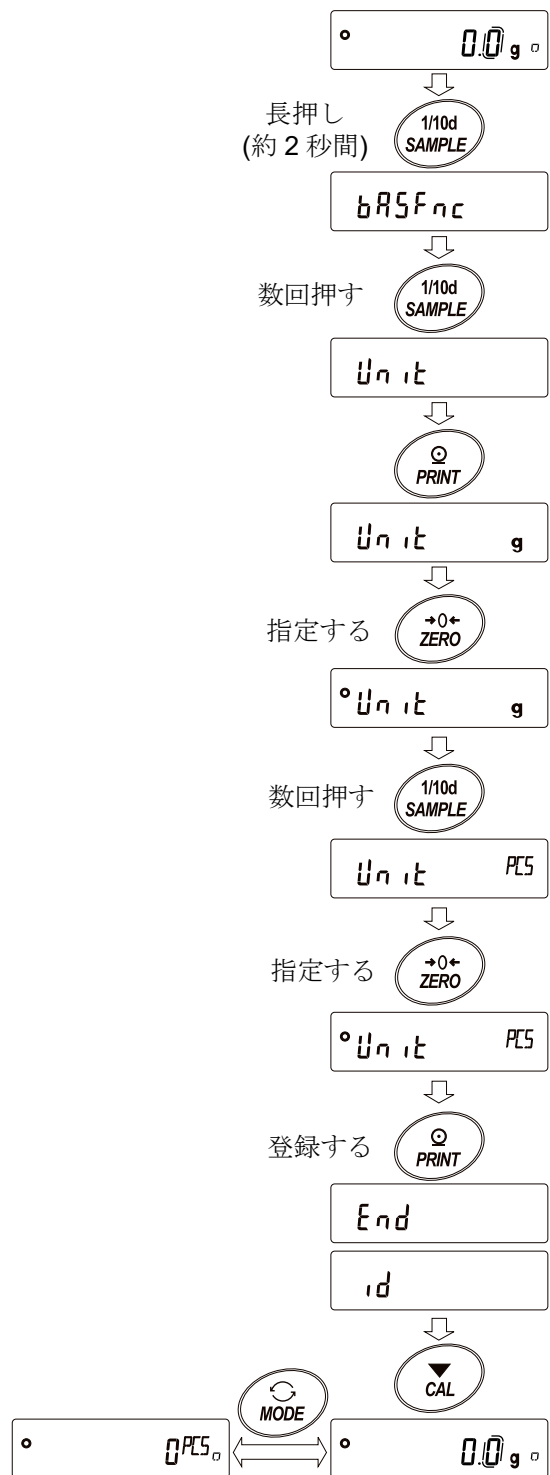 0.0 g
長押し
(約 2 秒間)
1/10d
SAMPLE
bASFnc
数回押す
1/10d
SAMPLE
Unit
PRINT
Unit g
指定する
→0←
ZERO
Unit g
数回押す
1/10d
SAMPLE
Unit PCS
指定する
→0←
ZERO
Unit PCS
登録する
PRINT
End
id
CAL
MODE
0 PCS
0.0 g